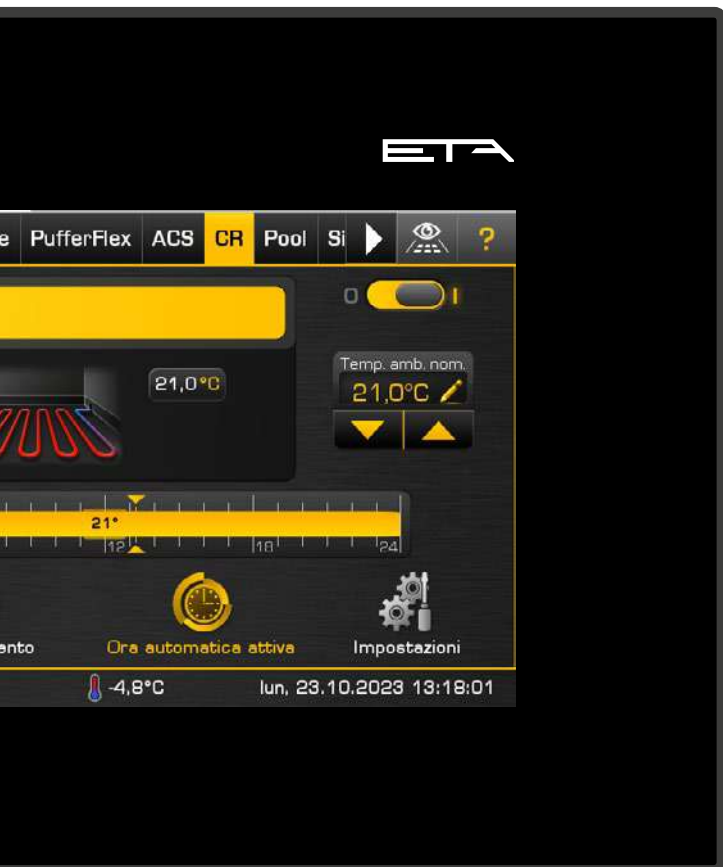 ETA
e PufferFlex ACS CR Pool Si ?
O I
Temp. amb. nom.
21,0°C
21,0°C
21°
12 18 24
ento Ora automatica attiva Impostazioni
-4,8°C lun, 23.10.2023 13:18:01